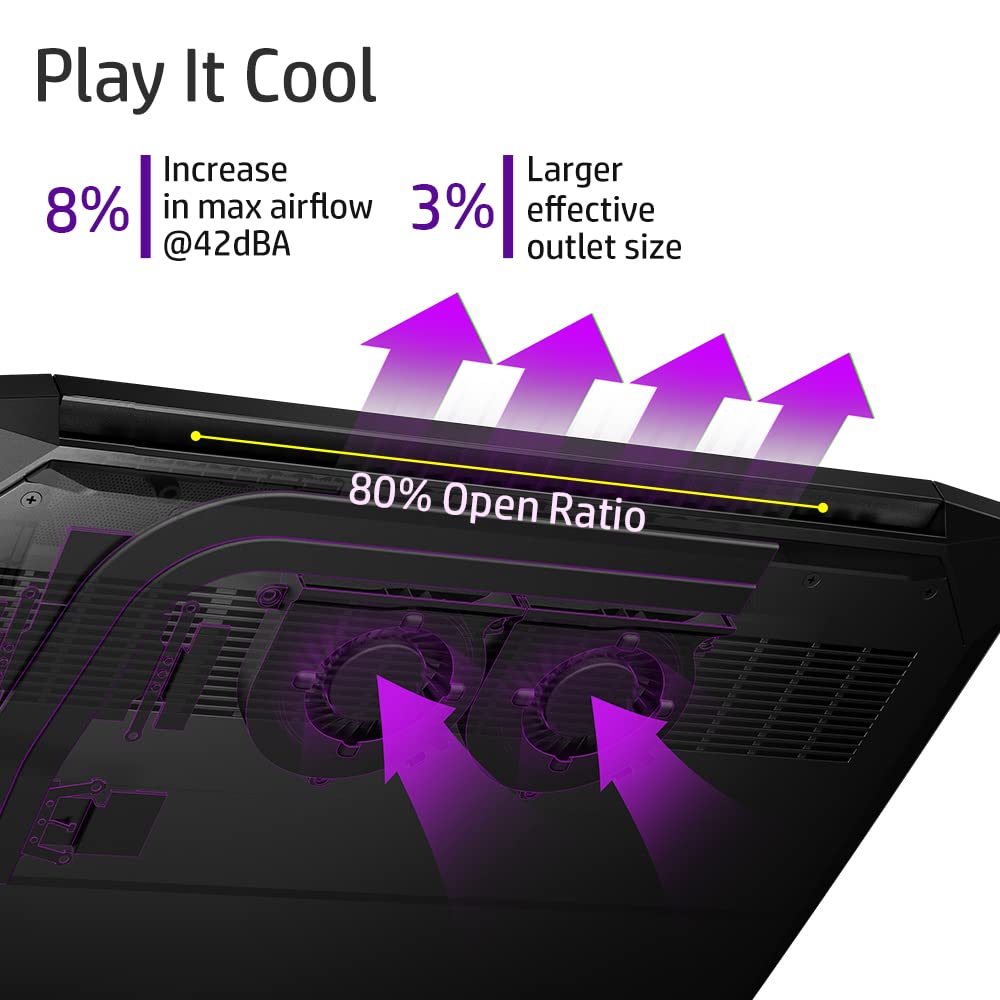 Play It Cool
8%
Increase
in max airflow
@42dBA
3%
Larger
effective
outlet size
80% Open Ratio